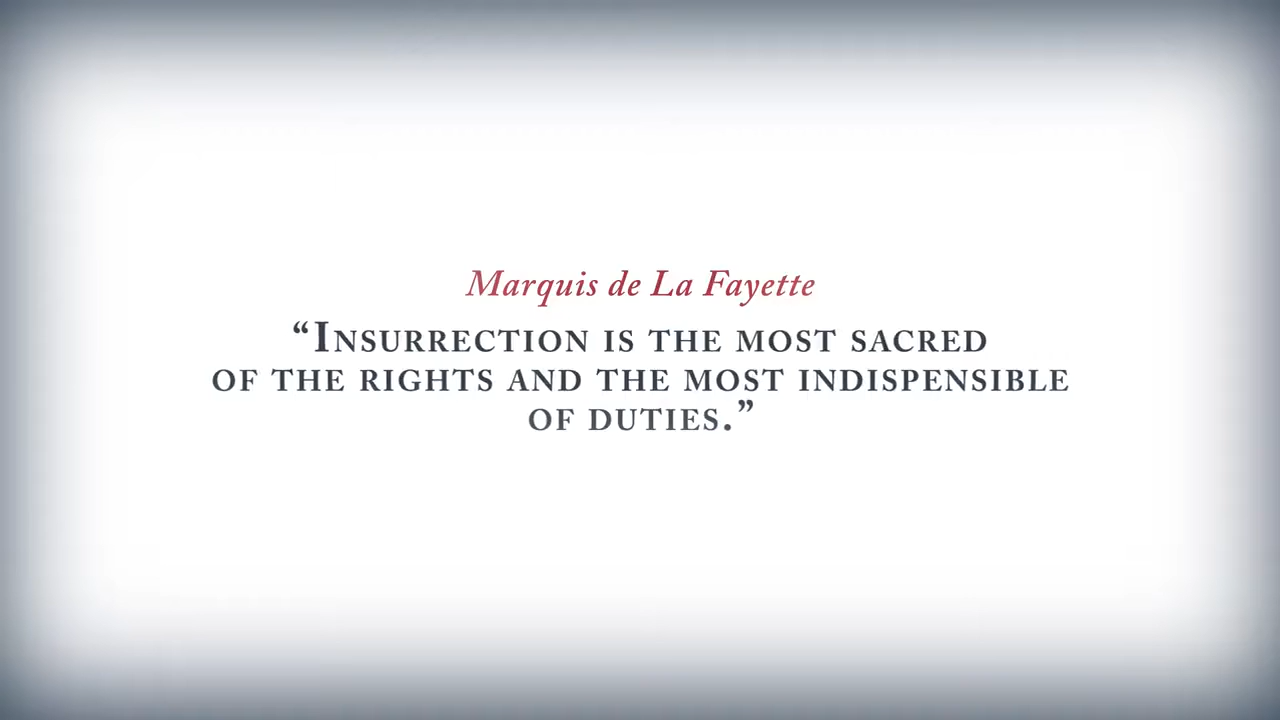 Marquis de La Fayette
“Insurrection is the most sacred
of the rights and the most indispensible
of duties.”